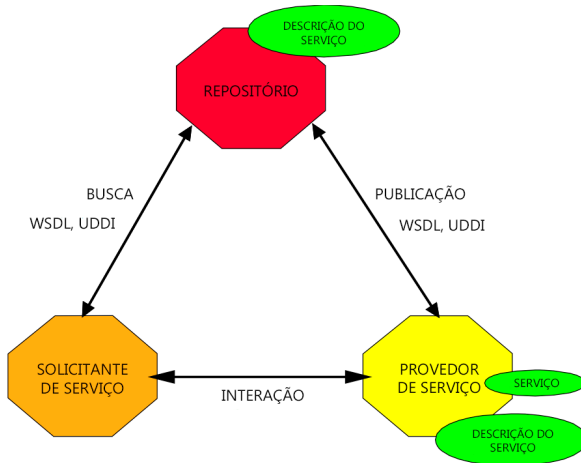 DESCRIÇÃO DO
SERVIÇO
REPOSITÓRIO
BUSCA
WSDL, UDDI
PUBLICAÇÃO
WSDL, UDDI
SOLICITANTE
DE SERVIÇO
INTERAÇÃO
PROVEDOR
DE SERVIÇO
SERVIÇO
DESCRIÇÃO DO
SERVIÇO